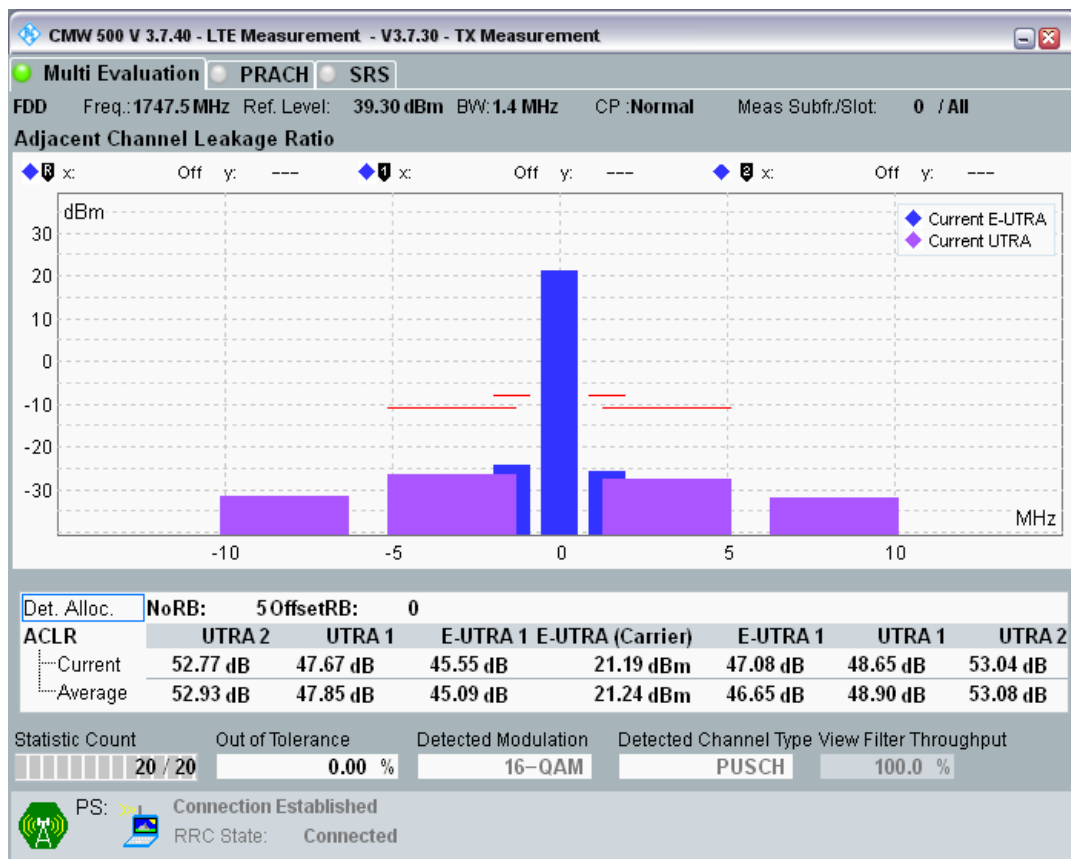 CMW 500 V 3.7.40 - LTE Measurement - V3.7.30 - TX Measurement
Multi Evaluation PRACH SRS
FDD Freq.: 1747.5 MHz Ref. Level: 39.30 dBm BW: 1.4 MHz CP : Normal Meas Subfr./Slot: 0 / All
Adjacent Channel Leakage Ratio
R x: Off y: --- 1 x: Off y: --- 2 x: Off y: ---
dBm
Current E-UTRA
Current UTRA
30
20
10
0
-10
-20
-30
MHz
-10 -5 0 5 10
Det. Alloc. NoRB: 5 OffsetRB: 0
ACLR UTRA 2 UTRA 1 E-UTRA 1 E-UTRA (Carrier) E-UTRA 1 UTRA 1 UTRA 2
Current 52.77 dB 47.67 dB 45.55 dB 21.19 dBm 47.08 dB 48.65 dB 53.04 dB
Average 52.93 dB 47.85 dB 45.09 dB 21.24 dBm 46.65 dB 48.90 dB 53.08 dB
Statistic Count Out of Tolerance Detected Modulation Detected Channel Type View Filter Throughput
20 / 20 0.00 % 16-QAM PUSCH 100.0 %
PS: Connection Established
RRC State: Connected